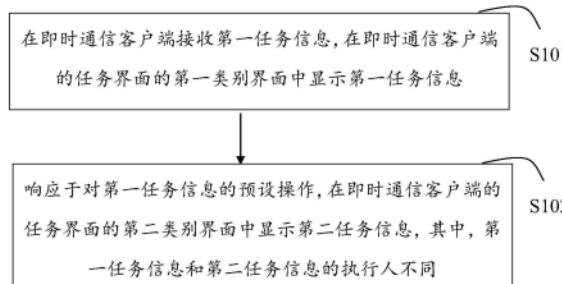 在即时通信客户端接收第一任务信息,在即时通信客户端
的任务界面的第一类别界面中显示第一任务信息
S101
响应于对第一任务信息的预设操作,在即时通信客户端的
任务界面的第二类别界面中显示第二任务信息,其中,第
一任务信息和第二任务信息的执行人不同
S102